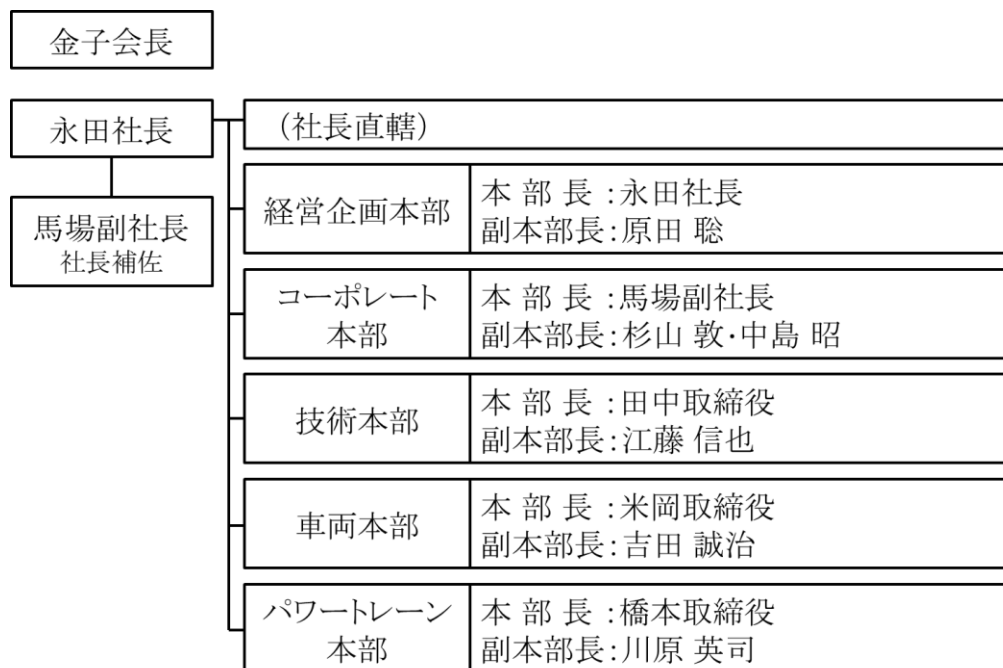 金子会長
永田社長
(社長直轄)
馬場副社長
社長補佐
経営企画本部
本 部 長 :永田社長
副本部長:原田 聡
コーポレート
本部
本 部 長 :馬場副社長
副本部長:杉山 敦・中島 昭
技術本部
本 部 長 :田中取締役
副本部長:江藤 信也
車両本部
本 部 長 :米岡取締役
副本部長:吉田 誠治
パワートレーン
本部
本 部 長 :橋本取締役
副本部長:川原 英司